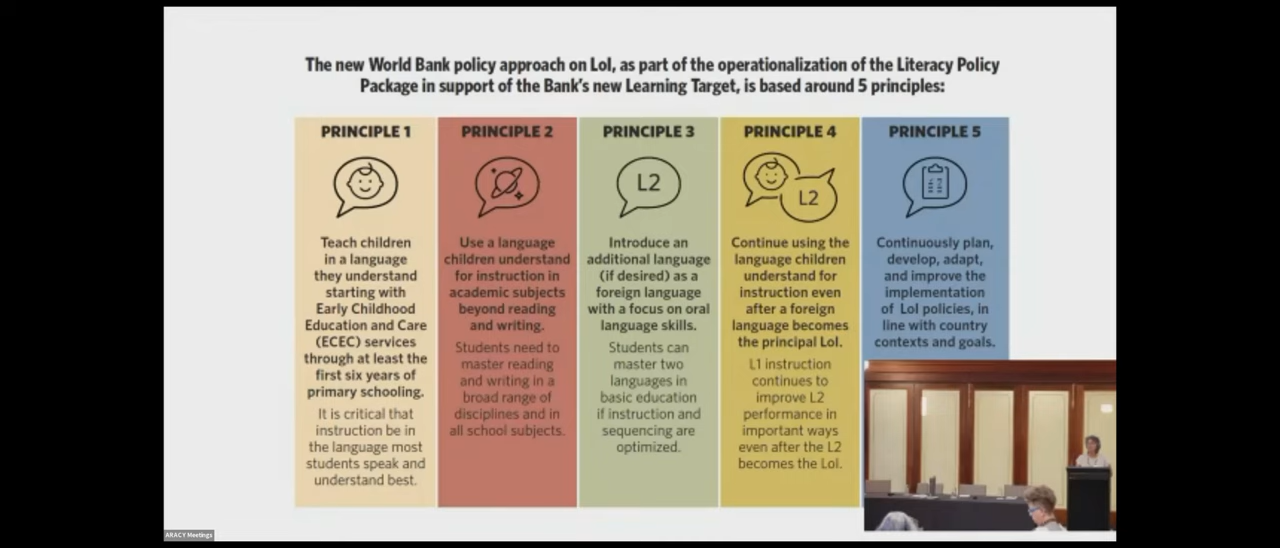 The new World Bank policy approach on LoI, as part of the operationalization of the Literacy Policy
Package in support of the Bank's new Learning Target, is based around 5 principles:
PRINCIPLE 1
Teach children
in a language
they understand
starting with
Early Childhood
Education and Care
(ECEC) services
through at least the
first six years of
primary schooling.
It is critical that
instruction be in
the language most
students speak and
understand best.
PRINCIPLE 2
Use a language
children understand
for instruction in
academic subjects
beyond reading
and writing.
Students need to
master reading
and writing in a
broad range of
disciplines and in
all school subjects.
PRINCIPLE 3
L2
Introduce an
additional language
(if desired) as a
foreign language
with a focus on oral
language skills.
Students can
master two
languages in
basic education
if instruction and
sequencing are
optimized.
PRINCIPLE 4
L2
Continue using the
language children
understand for
instruction even
after a foreign
language becomes
the principal LoI.
L1 instruction
continues to
improve L2
performance in
important ways
even after the L2
becomes the LoI.
PRINCIPLE 5
Continuously plan,
develop, adapt,
and improve the
implementation
of LoI policies, in
line with country
contexts and goals.
ARACY Meetings